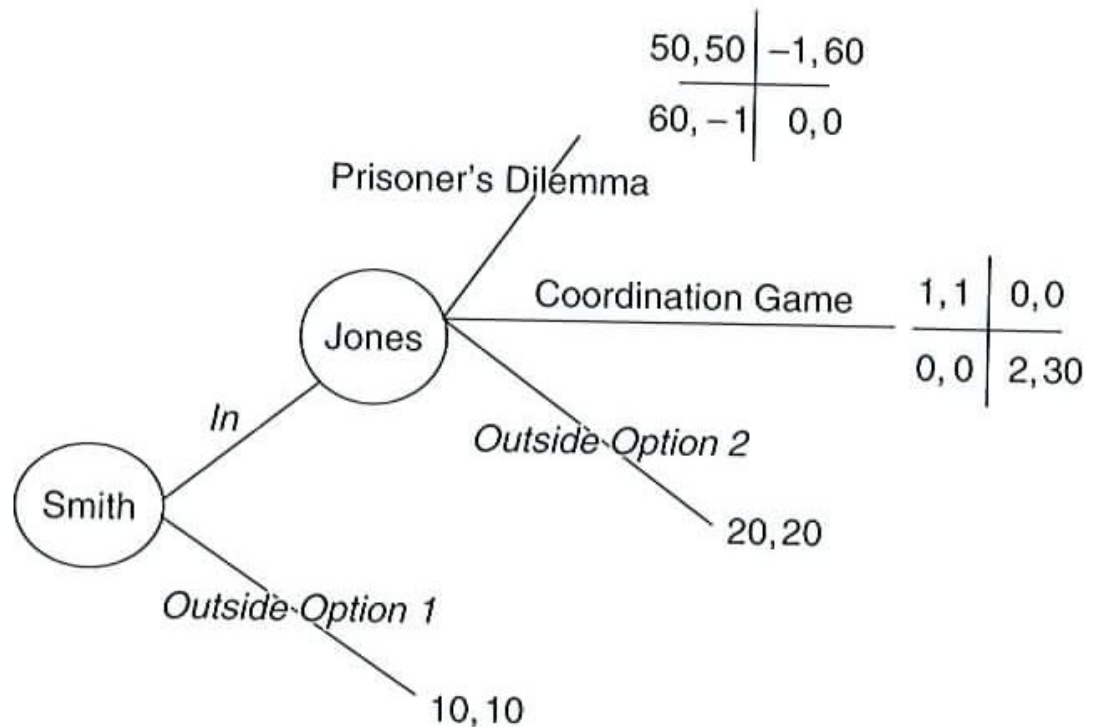 50,50 −1,60
60,−1 0,0
Prisoner's Dilemma
Coordination Game
1,1 0,0
0,0 2,30
Jones
In
Outside Option 2
Smith
20,20
Outside Option 1
10,10